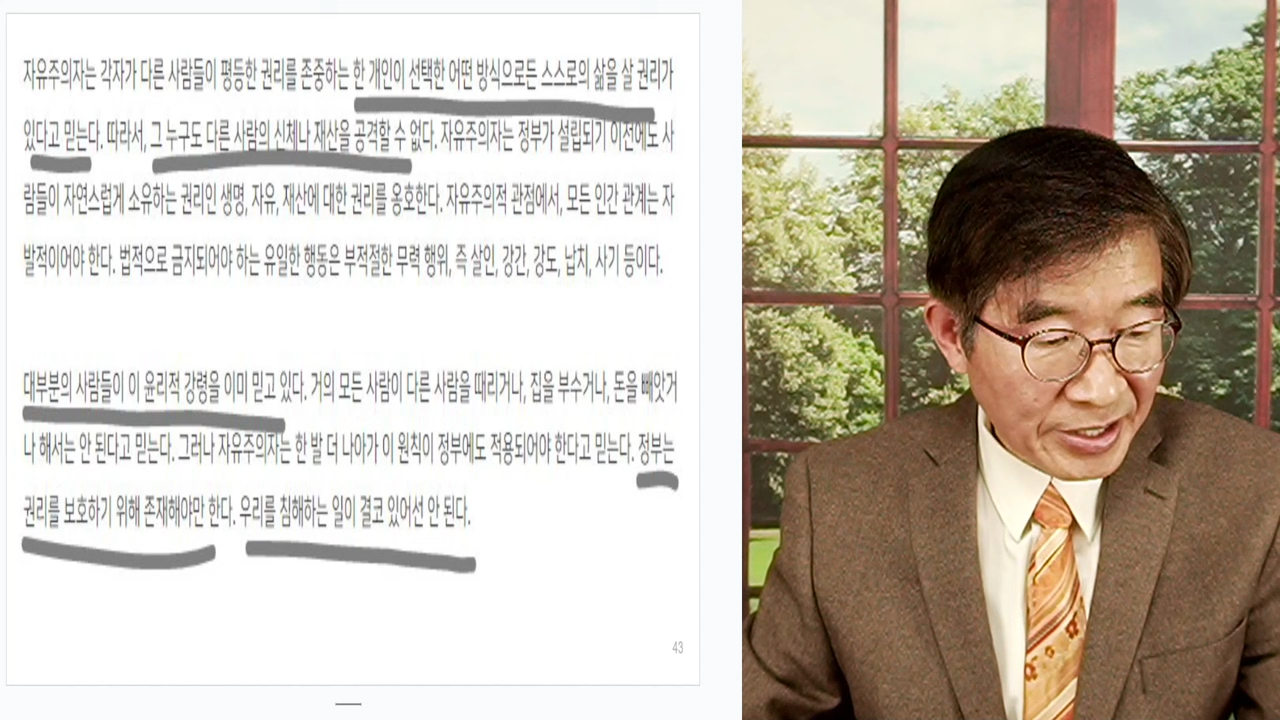 자유주의자는 각자가 다른 사람들이 평등한 권리를 존중하는 한 개인이 선택한 어떤 방식으로든 스스로의 삶을 살 권리가
있다고 믿는다. 따라서, 그 누구도 다른 사람의 신체나 재산을 공격할 수 없다. 자유주의자는 정부가 설립되기 이전에도 사
람들이 자연스럽게 소유하는 권리인 생명, 자유, 재산에 대한 권리를 옹호한다. 자유주의적 관점에서, 모든 인간 관계는 자
발적이어야 한다. 법적으로 금지되어야 하는 유일한 행동은 부적절한 무력 행위, 즉 살인, 강간, 강도, 납치, 사기 등이다.
대부분의 사람들이 이 윤리적 강령을 이미 믿고 있다. 거의 모든 사람이 다른 사람을 때리거나, 집을 부수거나, 돈을 빼앗거
나 해서는 안 된다고 믿는다. 그러나 자유주의자는 한 발 더 나아가 이 원칙이 정부에도 적용되어야 한다고 믿는다. 정부는
권리를 보호하기 위해 존재해야만 한다. 우리를 침해하는 일이 결코 있어선 안 된다.
43